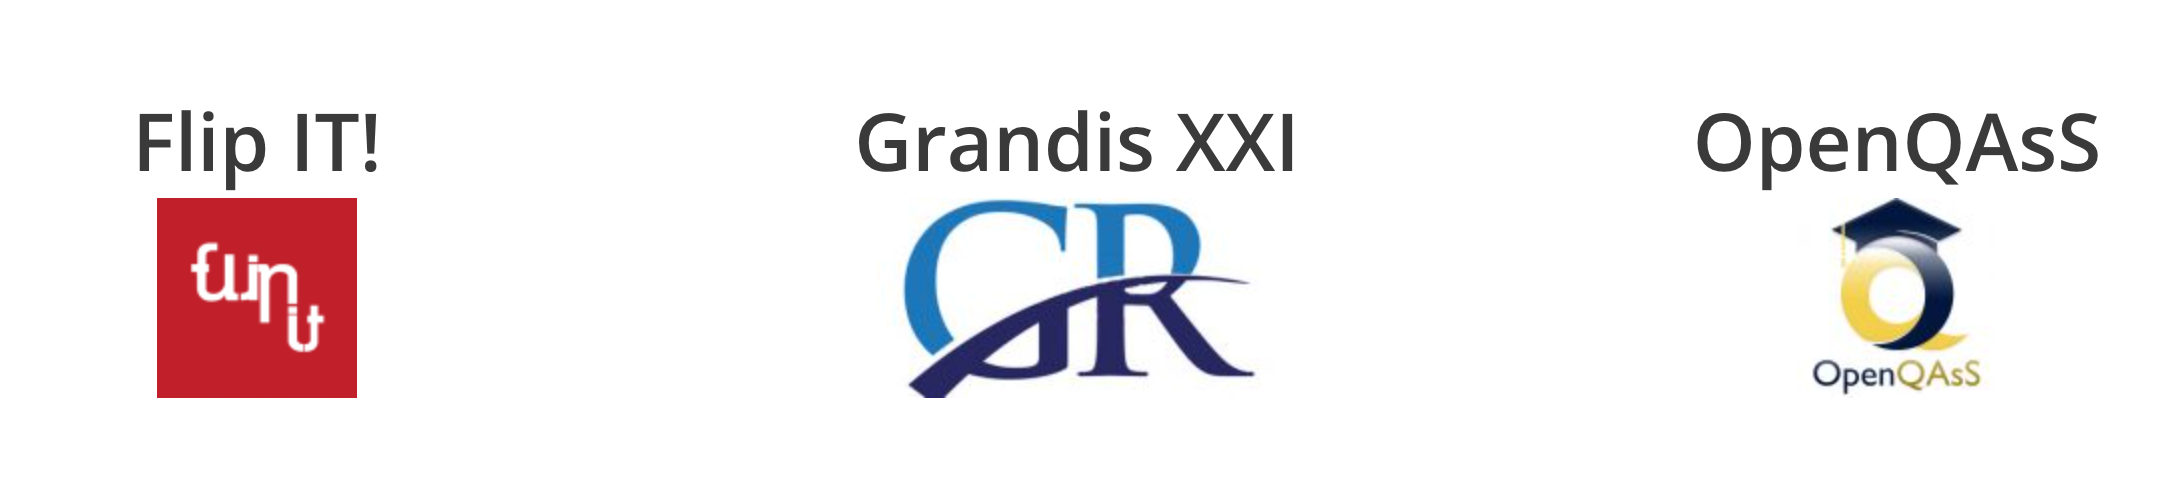 Flip IT!
Grandis XXI
OpenQAsS
flip
it
GR
OpenQAsS